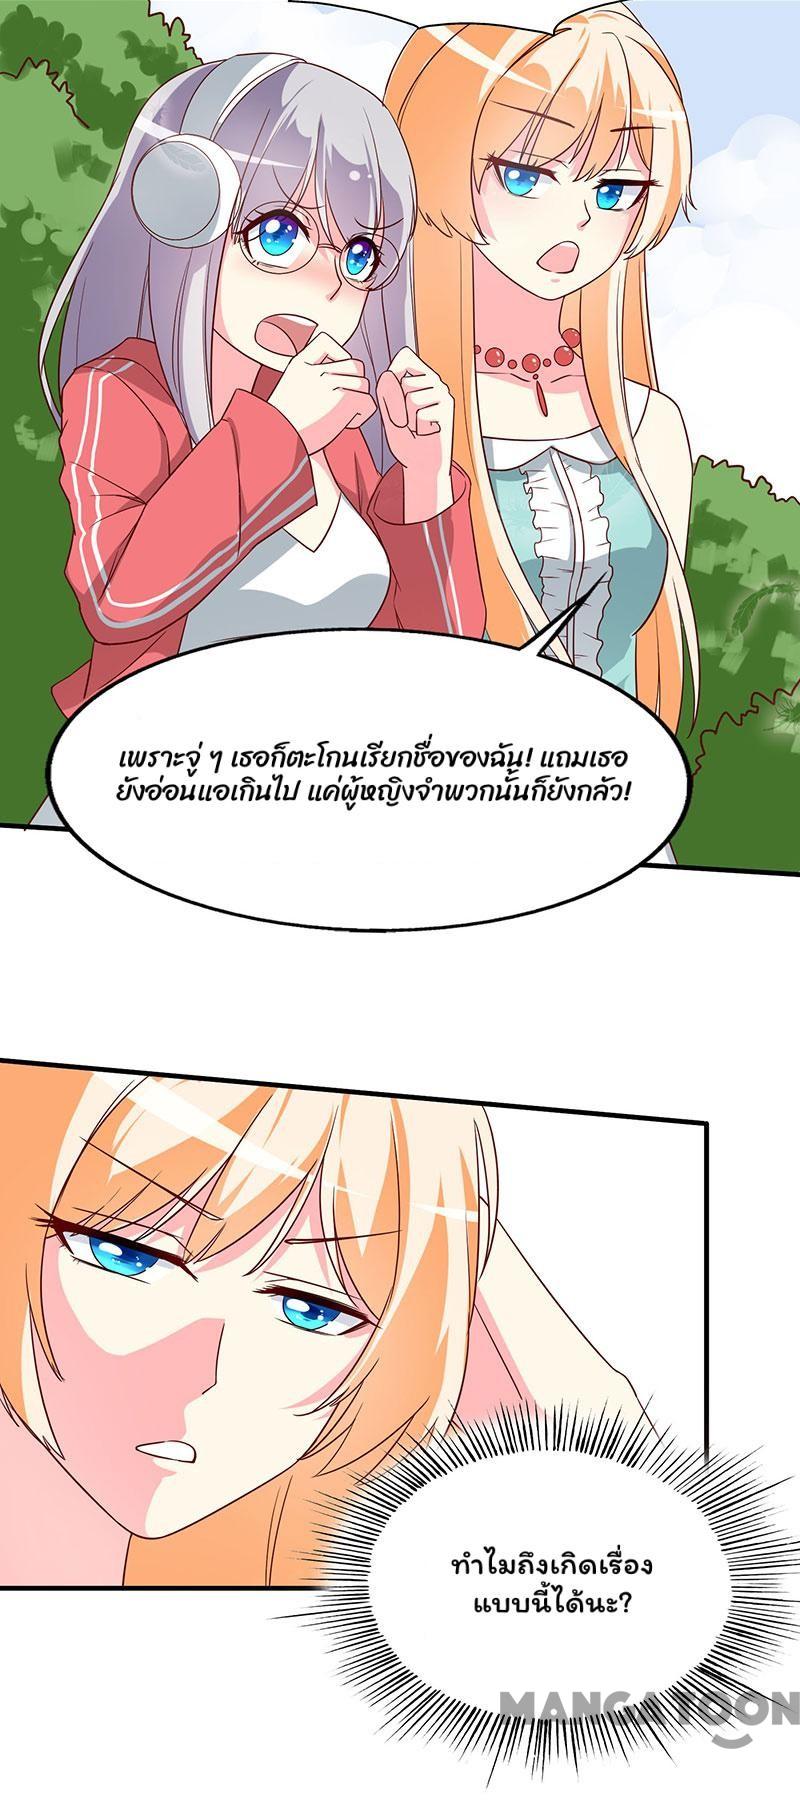 เพราะจู่ ๆ เธอก็ตะโกนเรียกชื่อของฉัน! แถมเธอ
ยังอ่อนแอเกินไป แค่ผู้หญิงจำพวกนั้นก็ยังกลัว!
ทำไมถึงเกิดเรื่อง
แบบนี้ได้นะ?
MANGATOON